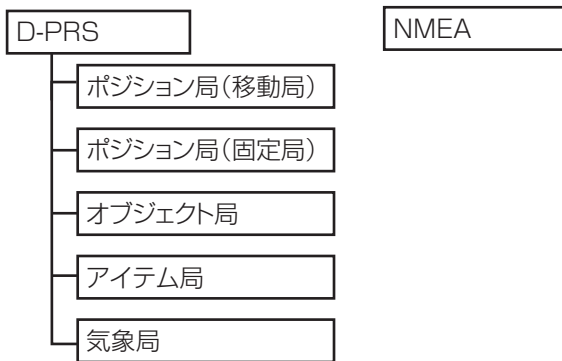 D-PRS
NMEA
ポジション局（移動局）
ポジション局（固定局）
オブジェクト局
アイテム局
気象局